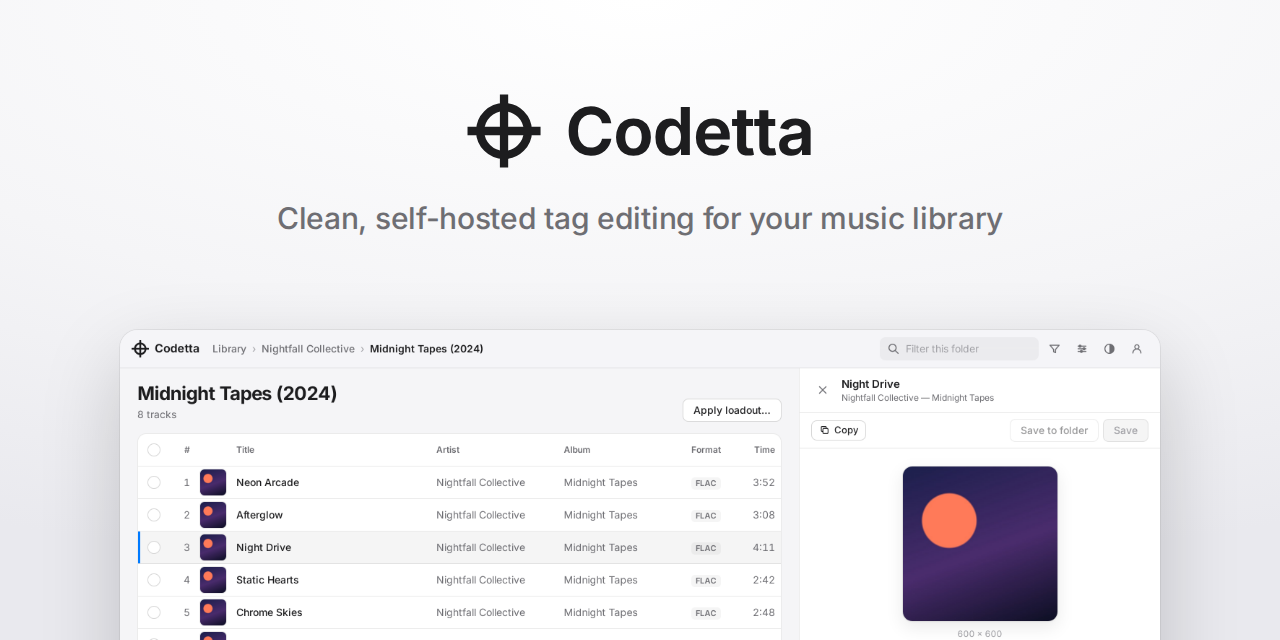 Codetta
Clean, self-hosted tag editing for your music library
Codetta Library › Nightfall Collective › Midnight Tapes (2024) Filter this folder
Midnight Tapes (2024)
8 tracks
Apply loadout...
# Title Artist Album Format Time
1 Neon Arcade Nightfall Collective Midnight Tapes FLAC 3:52
2 Afterglow Nightfall Collective Midnight Tapes FLAC 3:08
3 Night Drive Nightfall Collective Midnight Tapes FLAC 4:11
4 Static Hearts Nightfall Collective Midnight Tapes FLAC 2:42
5 Chrome Skies Nightfall Collective Midnight Tapes FLAC 2:48
Night Drive
Nightfall Collective — Midnight Tapes
Copy Save to folder Save
600 × 600